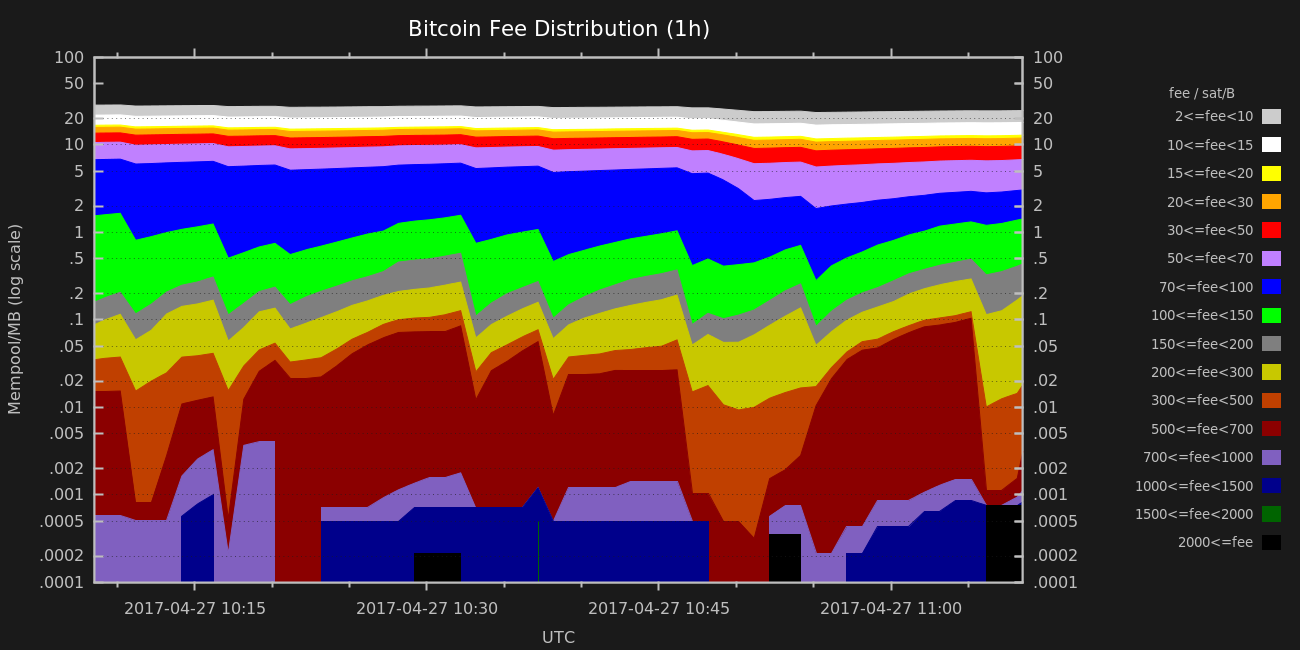 Bitcoin Fee Distribution (1h)
100
50
20
10
5
2
1
.5
.2
.1
.05
.02
.01
.005
.002
.001
.0005
.0002
.0001
Mempool/MB (log scale)
100
50
20
10
5
2
1
.5
.2
.1
.05
.02
.01
.005
.002
.001
.0005
.0002
.0001
2017-04-27 10:15
2017-04-27 10:30
2017-04-27 10:45
2017-04-27 11:00
UTC
fee / sat/B
2<=fee<10
10<=fee<15
15<=fee<20
20<=fee<30
30<=fee<50
50<=fee<70
70<=fee<100
100<=fee<150
150<=fee<200
200<=fee<300
300<=fee<500
500<=fee<700
700<=fee<1000
1000<=fee<1500
1500<=fee<2000
2000<=fee